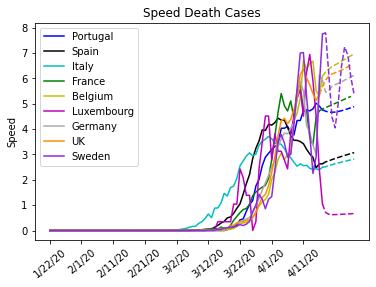 Speed Death Cases
Speed
8
7
6
5
4
3
2
1
0
Portugal
Spain
Italy
France
Belgium
Luxembourg
Germany
UK
Sweden
1/22/20
2/1/20
2/11/20
2/21/20
3/2/20
3/12/20
3/22/20
4/1/20
4/11/20